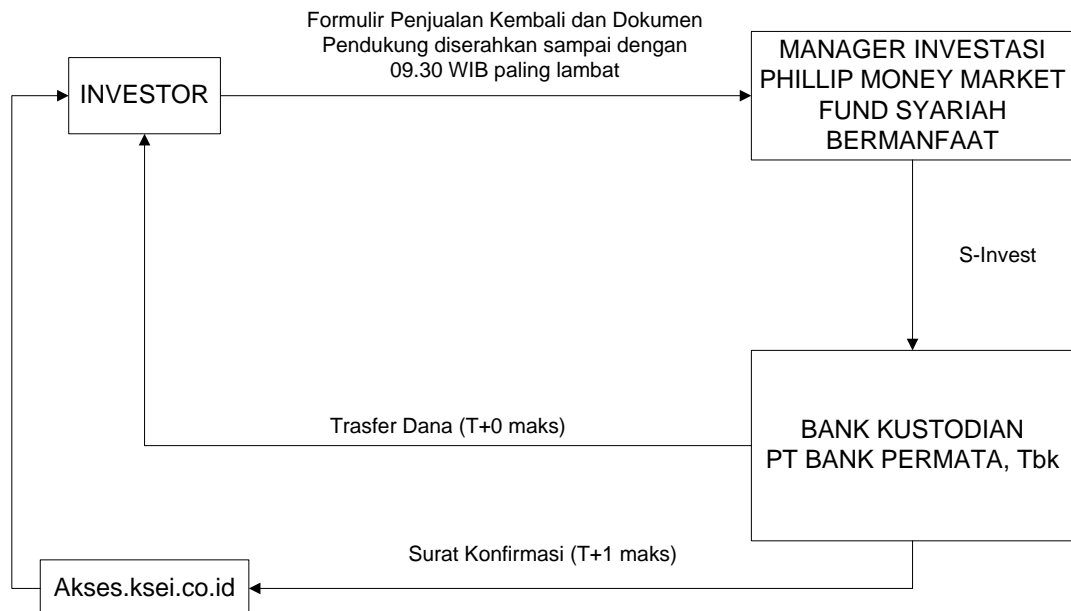 Formulir Penjualan Kembali dan Dokumen
Pendukung diserahkan sampai dengan
09.30 WIB paling lambat
INVESTOR
MANAGER INVESTASI
PHILLIP MONEY MARKET
FUND SYARIAH
BERMANFAAT
S-Invest
Trasfer Dana (T+0 maks)
BANK KUSTODIAN
PT BANK PERMATA, Tbk
Surat Konfirmasi (T+1 maks)
Akses.ksei.co.id